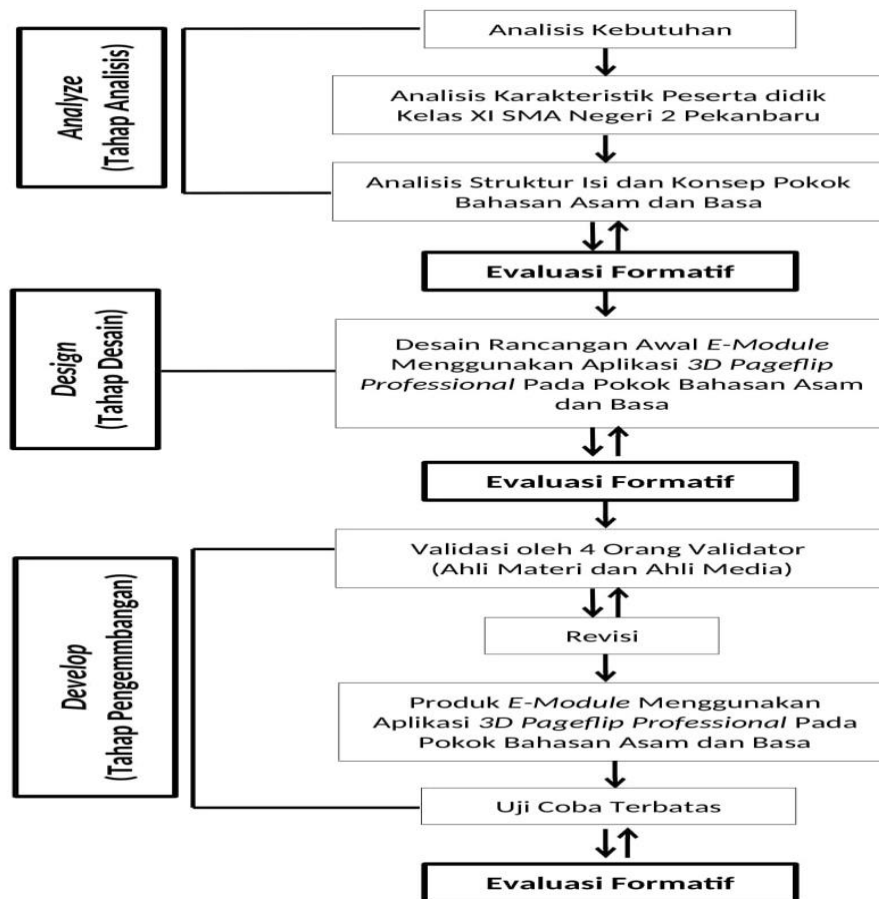 Analyze
(Tahap Analisis)
Analisis Kebutuhan
Analisis Karakteristik Peserta didik
Kelas XI SMA Negeri 2 Pekanbaru
Analisis Struktur Isi dan Konsep Pokok
Bahasan Asam dan Basa
Evaluasi Formatif
Design
(Tahap Desain)
Desain Rancangan Awal E-Module
Menggunakan Aplikasi 3D Pageflip
Professional Pada Pokok Bahasan Asam
dan Basa
Evaluasi Formatif
Develop
(Tahap Pengemmbangan)
Validasi oleh 4 Orang Validator
(Ahli Materi dan Ahli Media)
Revisi
Produk E-Module Menggunakan
Aplikasi 3D Pageflip Professional Pada
Pokok Bahasan Asam dan Basa
Uji Coba Terbatas
Evaluasi Formatif